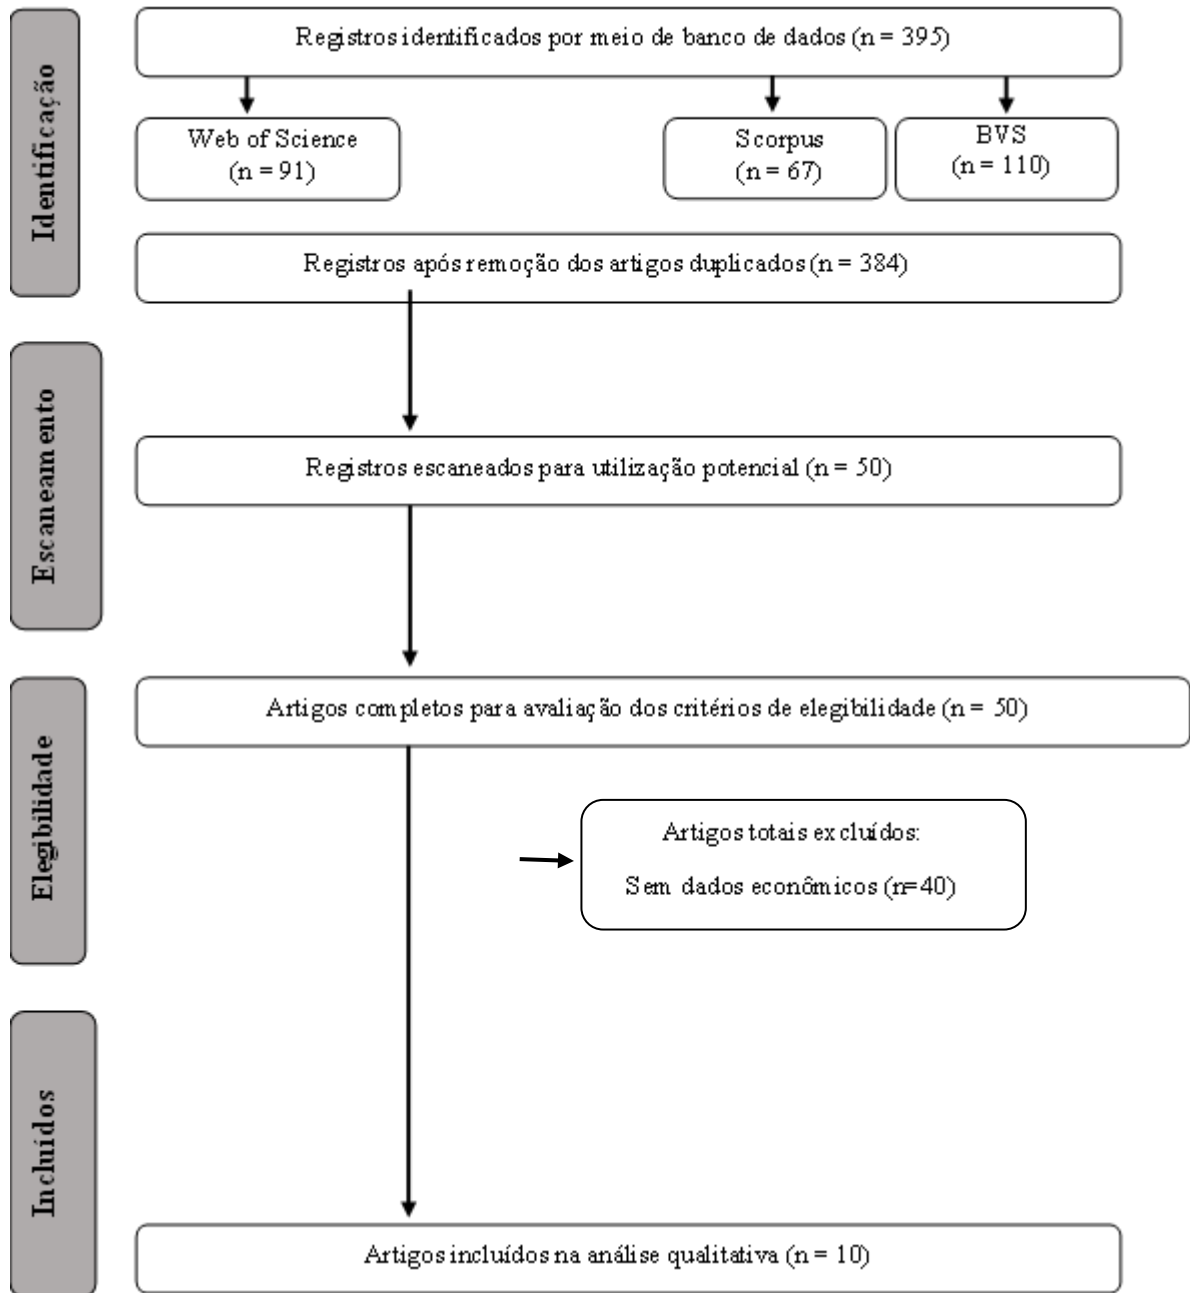 Identificação
Registros identificados por meio de banco de dados (n = 395)
Web of Science
(n = 91)
Scorpus
(n = 67)
BVS
(n = 110)
Registros após remoção dos artigos duplicados (n = 384)
Escaneamento
Registros escaneados para utilização potencial (n = 50)
Elegibilidade
Artigos completos para avaliação dos critérios de elegibilidade (n = 50)
Artigos totais excluídos:
Sem dados econômicos (n=40)
Incluídos
Artigos incluídos na análise qualitativa (n = 10)